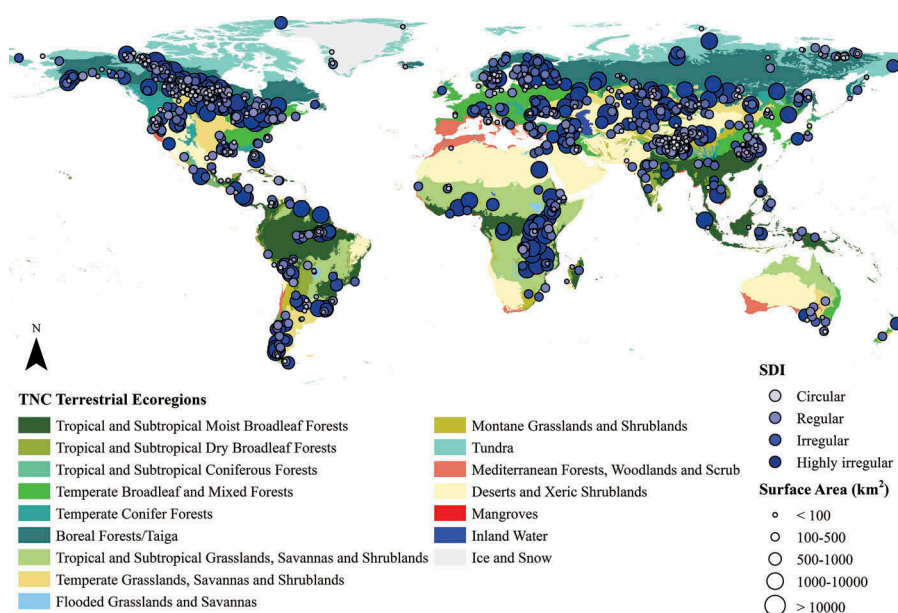 N
TNC Terrestrial Ecoregions
Tropical and Subtropical Moist Broadleaf Forests
Tropical and Subtropical Dry Broadleaf Forests
Tropical and Subtropical Coniferous Forests
Temperate Broadleaf and Mixed Forests
Temperate Conifer Forests
Boreal Forests/Taiga
Tropical and Subtropical Grasslands, Savannas and Shrublands
Temperate Grasslands, Savannas and Shrublands
Flooded Grasslands and Savannas
Montane Grasslands and Shrublands
Tundra
Mediterranean Forests, Woodlands and Scrub
Deserts and Xeric Shrublands
Mangroves
Inland Water
Ice and Snow
SDI
Circular
Regular
Irregular
Highly irregular
Surface Area (km²)
< 100
100-500
500-1000
1000-10000
> 10000